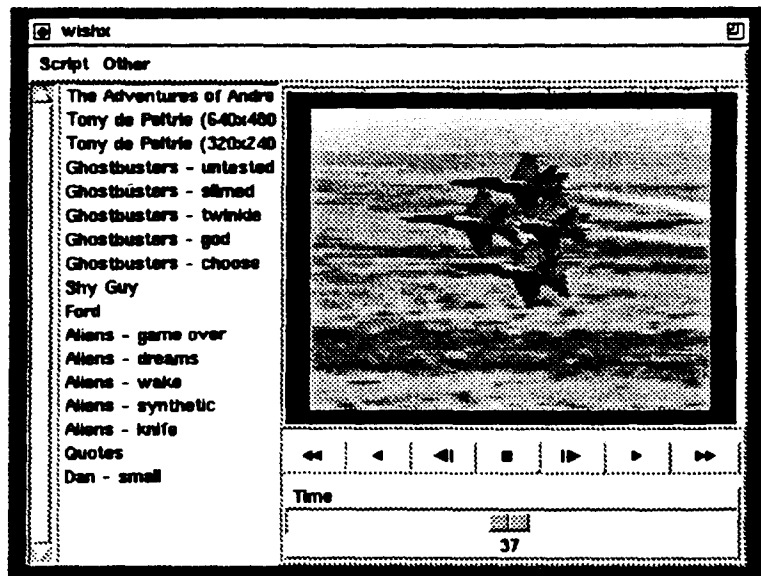 wishx
Script Other
The Adventures of Andre
Tony de Peltrie (640x480
Tony de Peltrie (320x240
Ghostbusters - untested
Ghostbusters - slimed
Ghostbusters - twinkie
Ghostbusters - god
Ghostbusters - choose
Shy Guy
Ford
Aliens - game over
Aliens - dreams
Aliens - wake
Aliens - synthetic
Aliens - knife
Quotes
Dan - small
Time
37